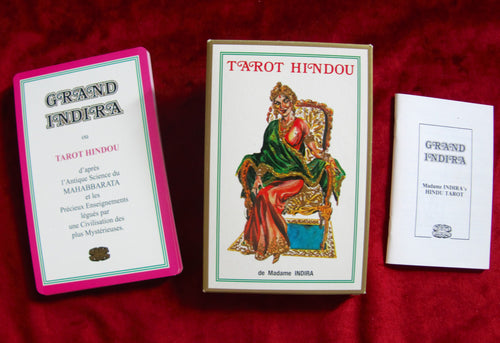 GRAND
INDIRA
ou
TAROT HINDOU
d'après
l'Antique Science du
MAHABBARATA
et les
Précieux Enseignements
légués par
une Civilisation des
plus Mystérieuses.
TAROT HINDOU
de Madame INDIRA
GRAND
INDIRA
Madame INDIRA's
HINDU TAROT